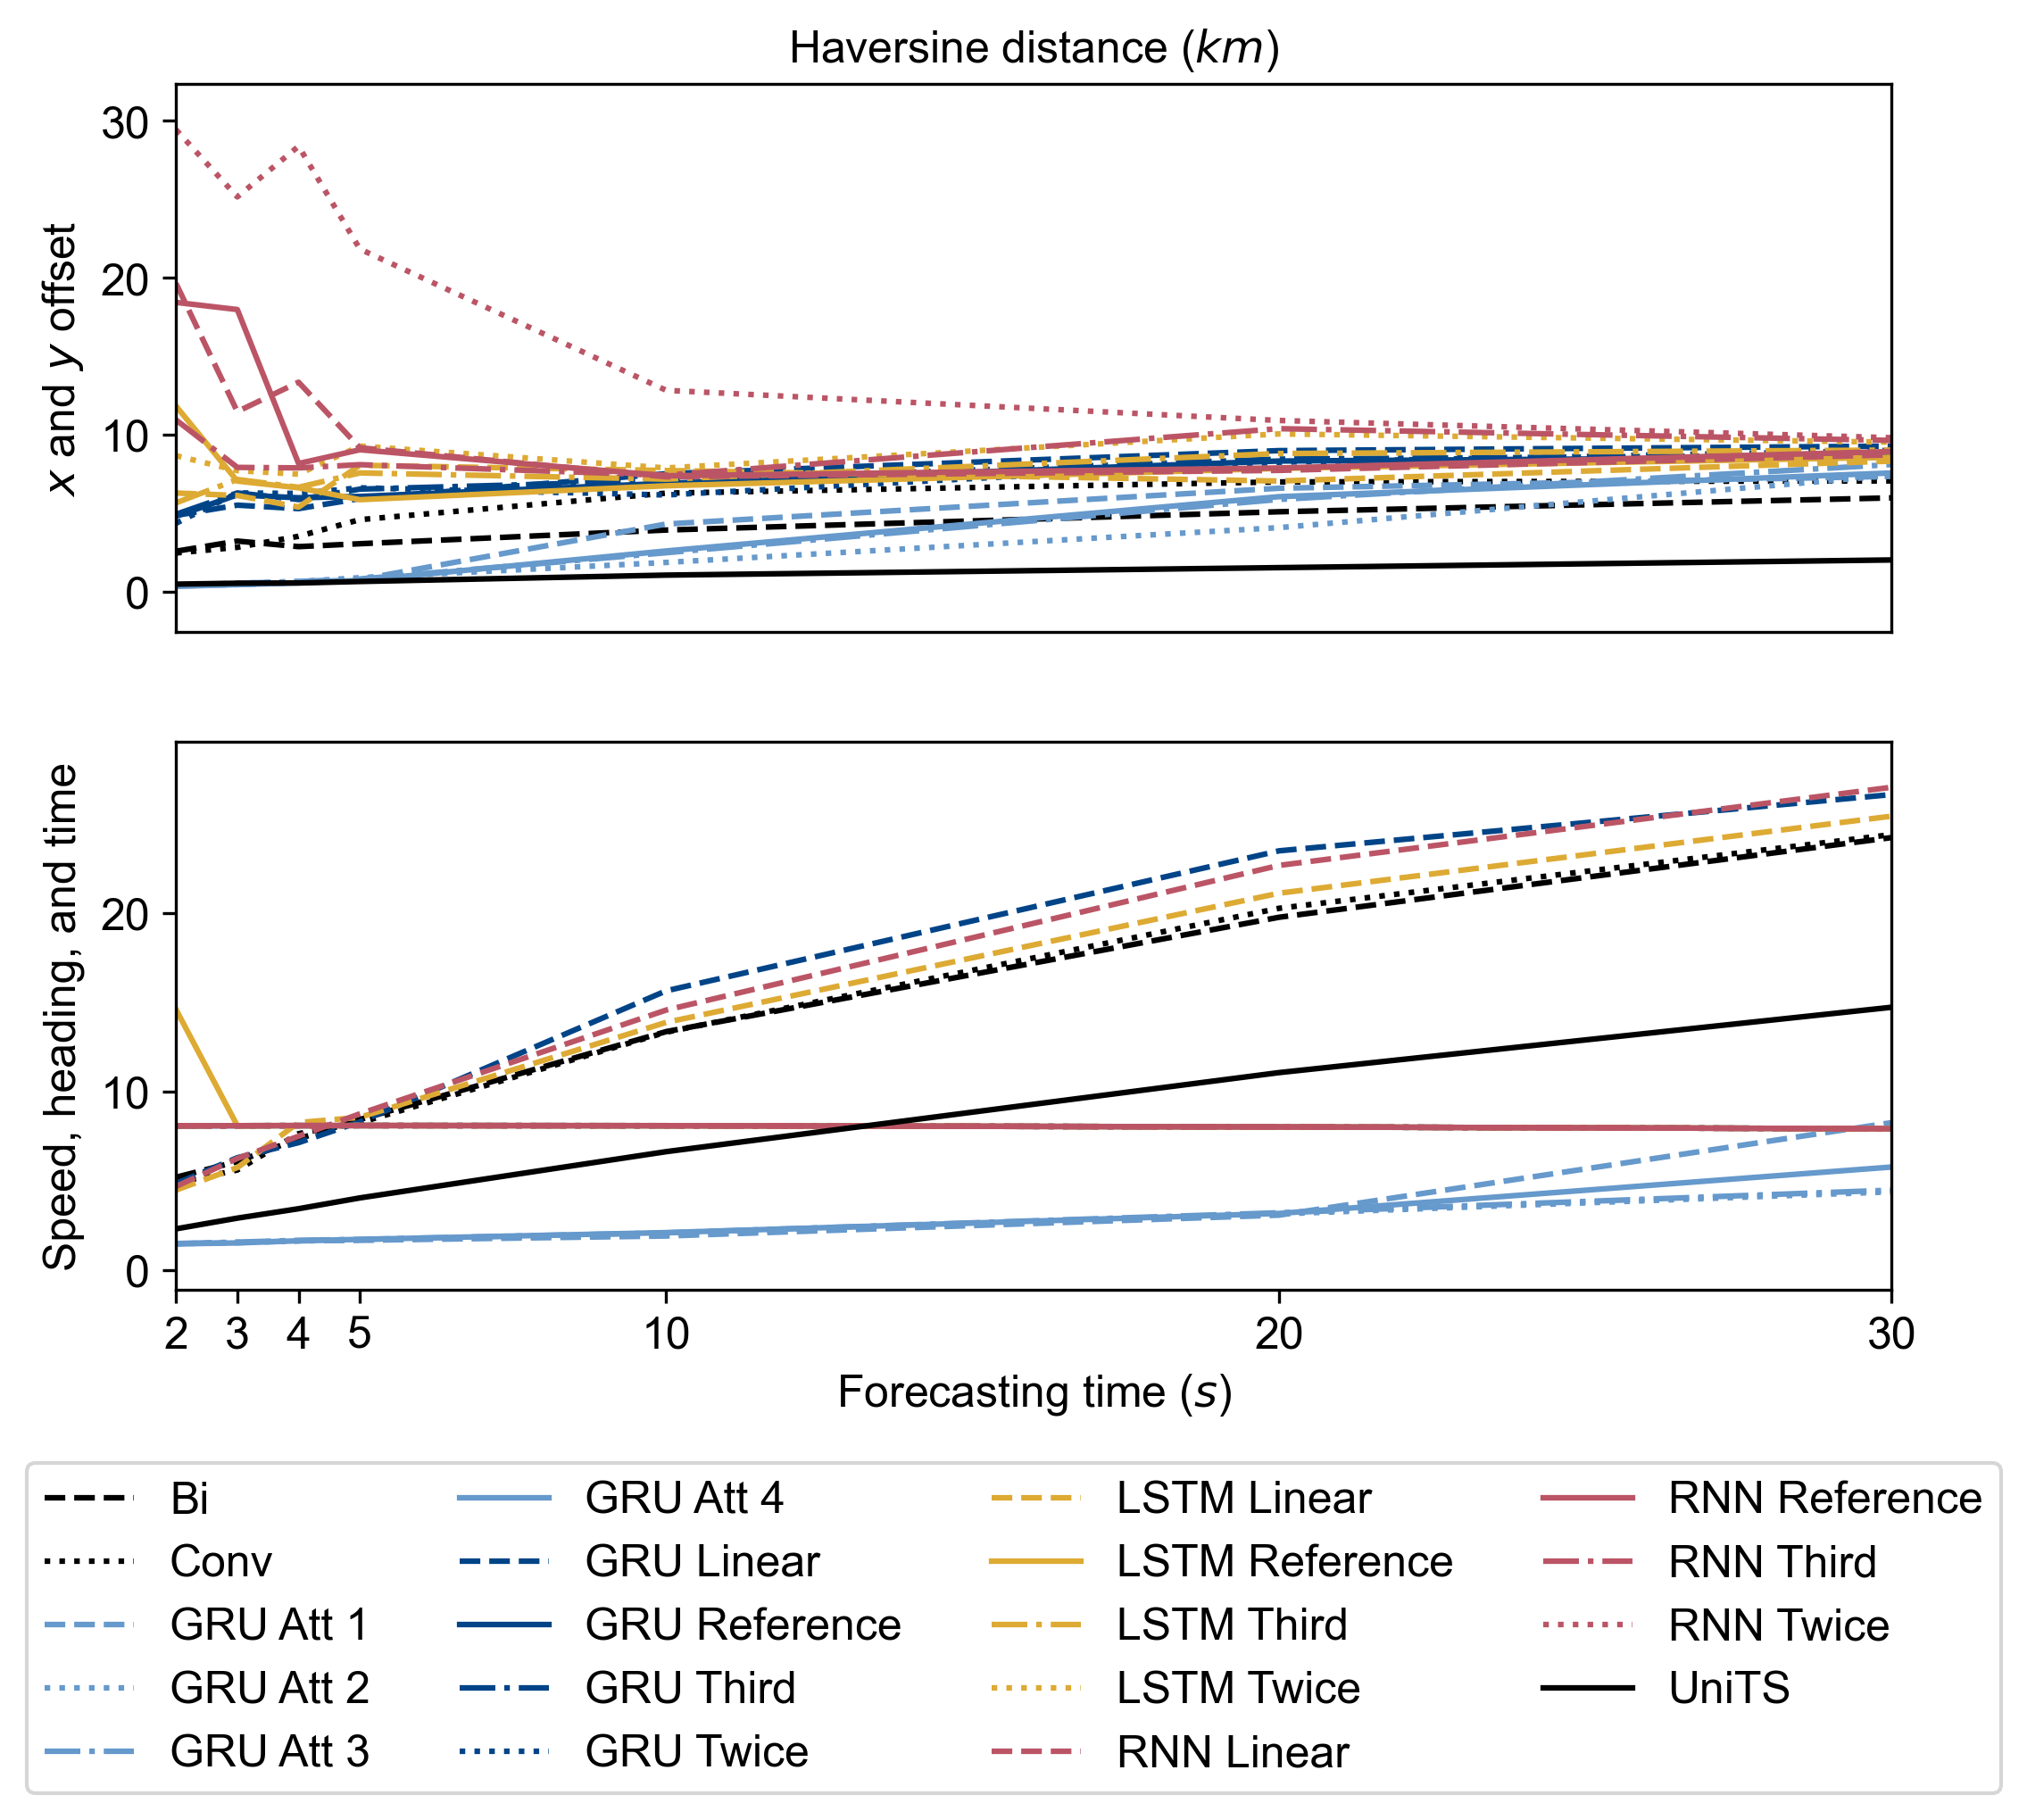 Haversine distance (km)
x and y offset
30
20
10
0
Speed, heading, and time
20
10
0
2 3 4 5 10 20 30
Forecasting time (s)
Bi
Conv
GRU Att 1
GRU Att 2
GRU Att 3
GRU Att 4
GRU Linear
GRU Reference
GRU Third
GRU Twice
LSTM Linear
LSTM Reference
LSTM Third
LSTM Twice
RNN Linear
RNN Reference
RNN Third
RNN Twice
UniTS